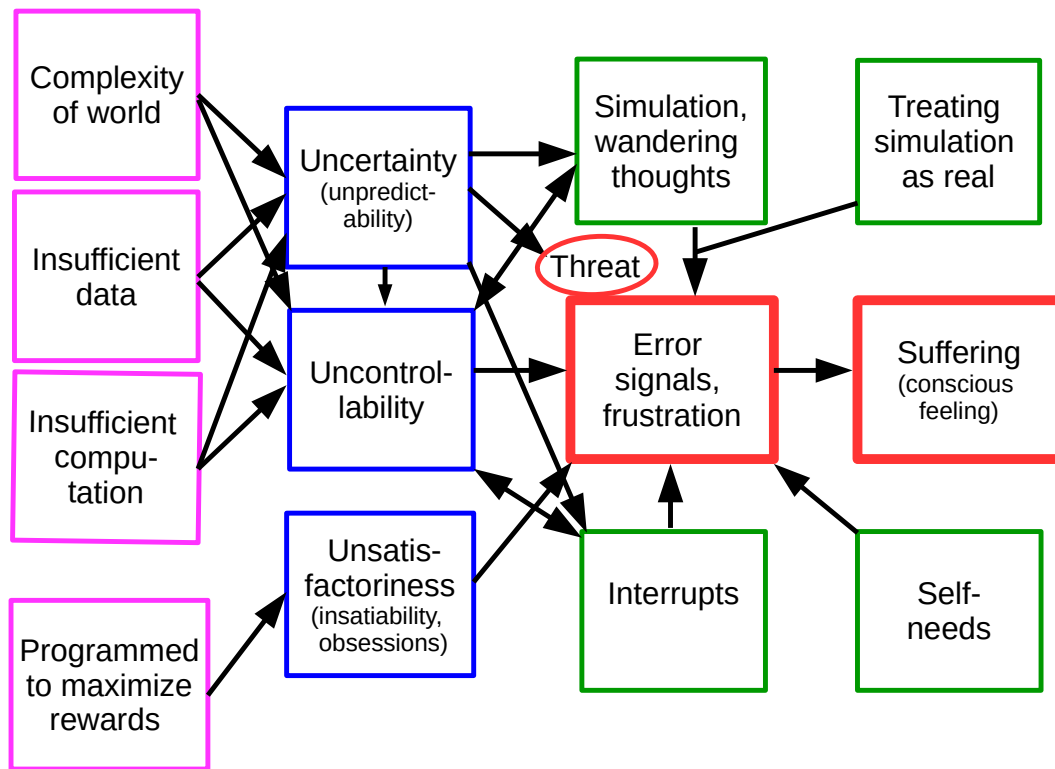 Complexity
of world
Insufficient
data
Insufficient
compu-
tation
Programmed
to maximize
rewards
Uncertainty
(unpredict-
ability)
Uncontrol-
lability
Unsatis-
factoriness
(insatiability,
obsessions)
Simulation,
wandering
thoughts
Threat
Error
signals,
frustration
Interrupts
Treating
simulation
as real
Suffering
(conscious
feeling)
Self-
needs